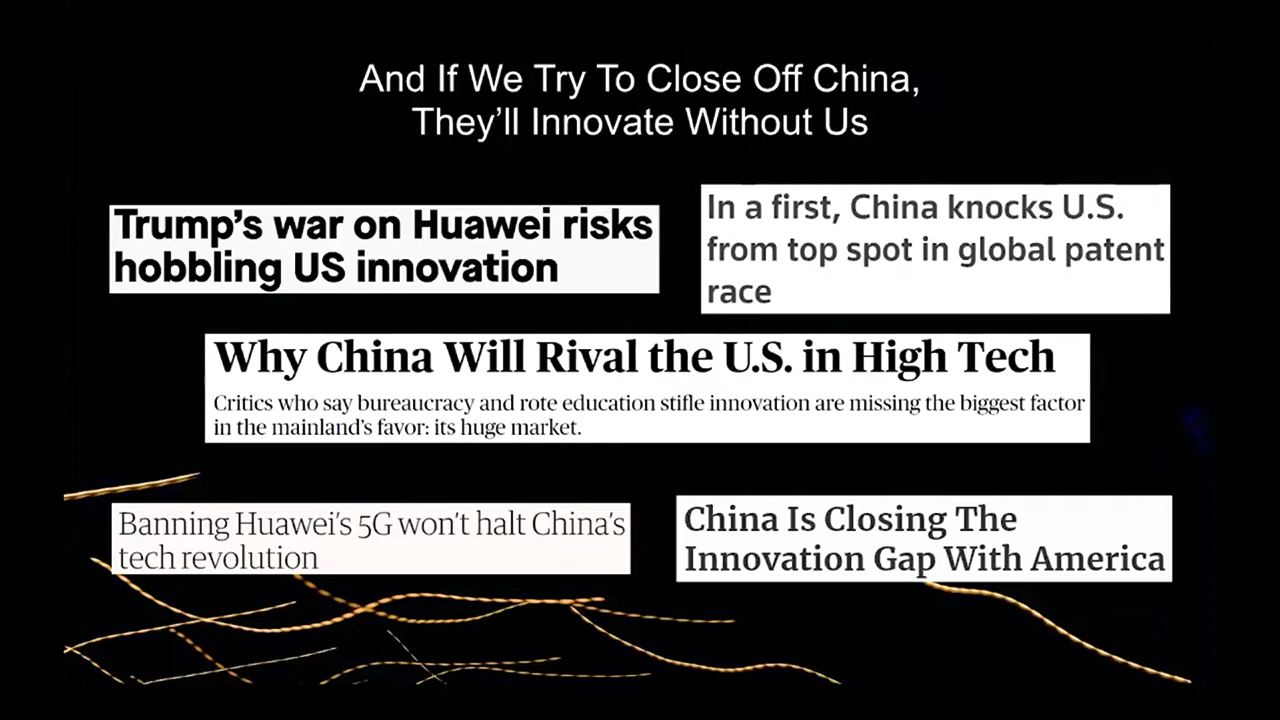 And If We Try To Close Off China,
They’ll Innovate Without Us
Trump’s war on Huawei risks
hobbling US innovation
In a first, China knocks U.S.
from top spot in global patent
race
Why China Will Rival the U.S. in High Tech
Critics who say bureaucracy and rote education stifle innovation are missing the biggest factor
in the mainland’s favor: its huge market.
Banning Huawei’s 5G won’t halt China’s
tech revolution
China Is Closing The
Innovation Gap With America